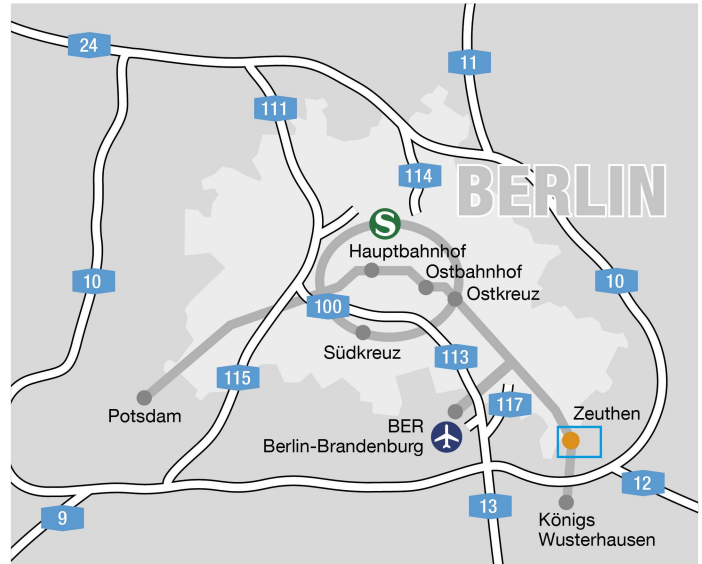 24
11
111
114
BERLIN
S
Hauptbahnhof
Ostbahnhof
Ostkreuz
10
10
100
Südkreuz
113
115
117
Potsdam
BER
Berlin-Brandenburg
Zeuthen
12
9
13
Königs
Wusterhausen